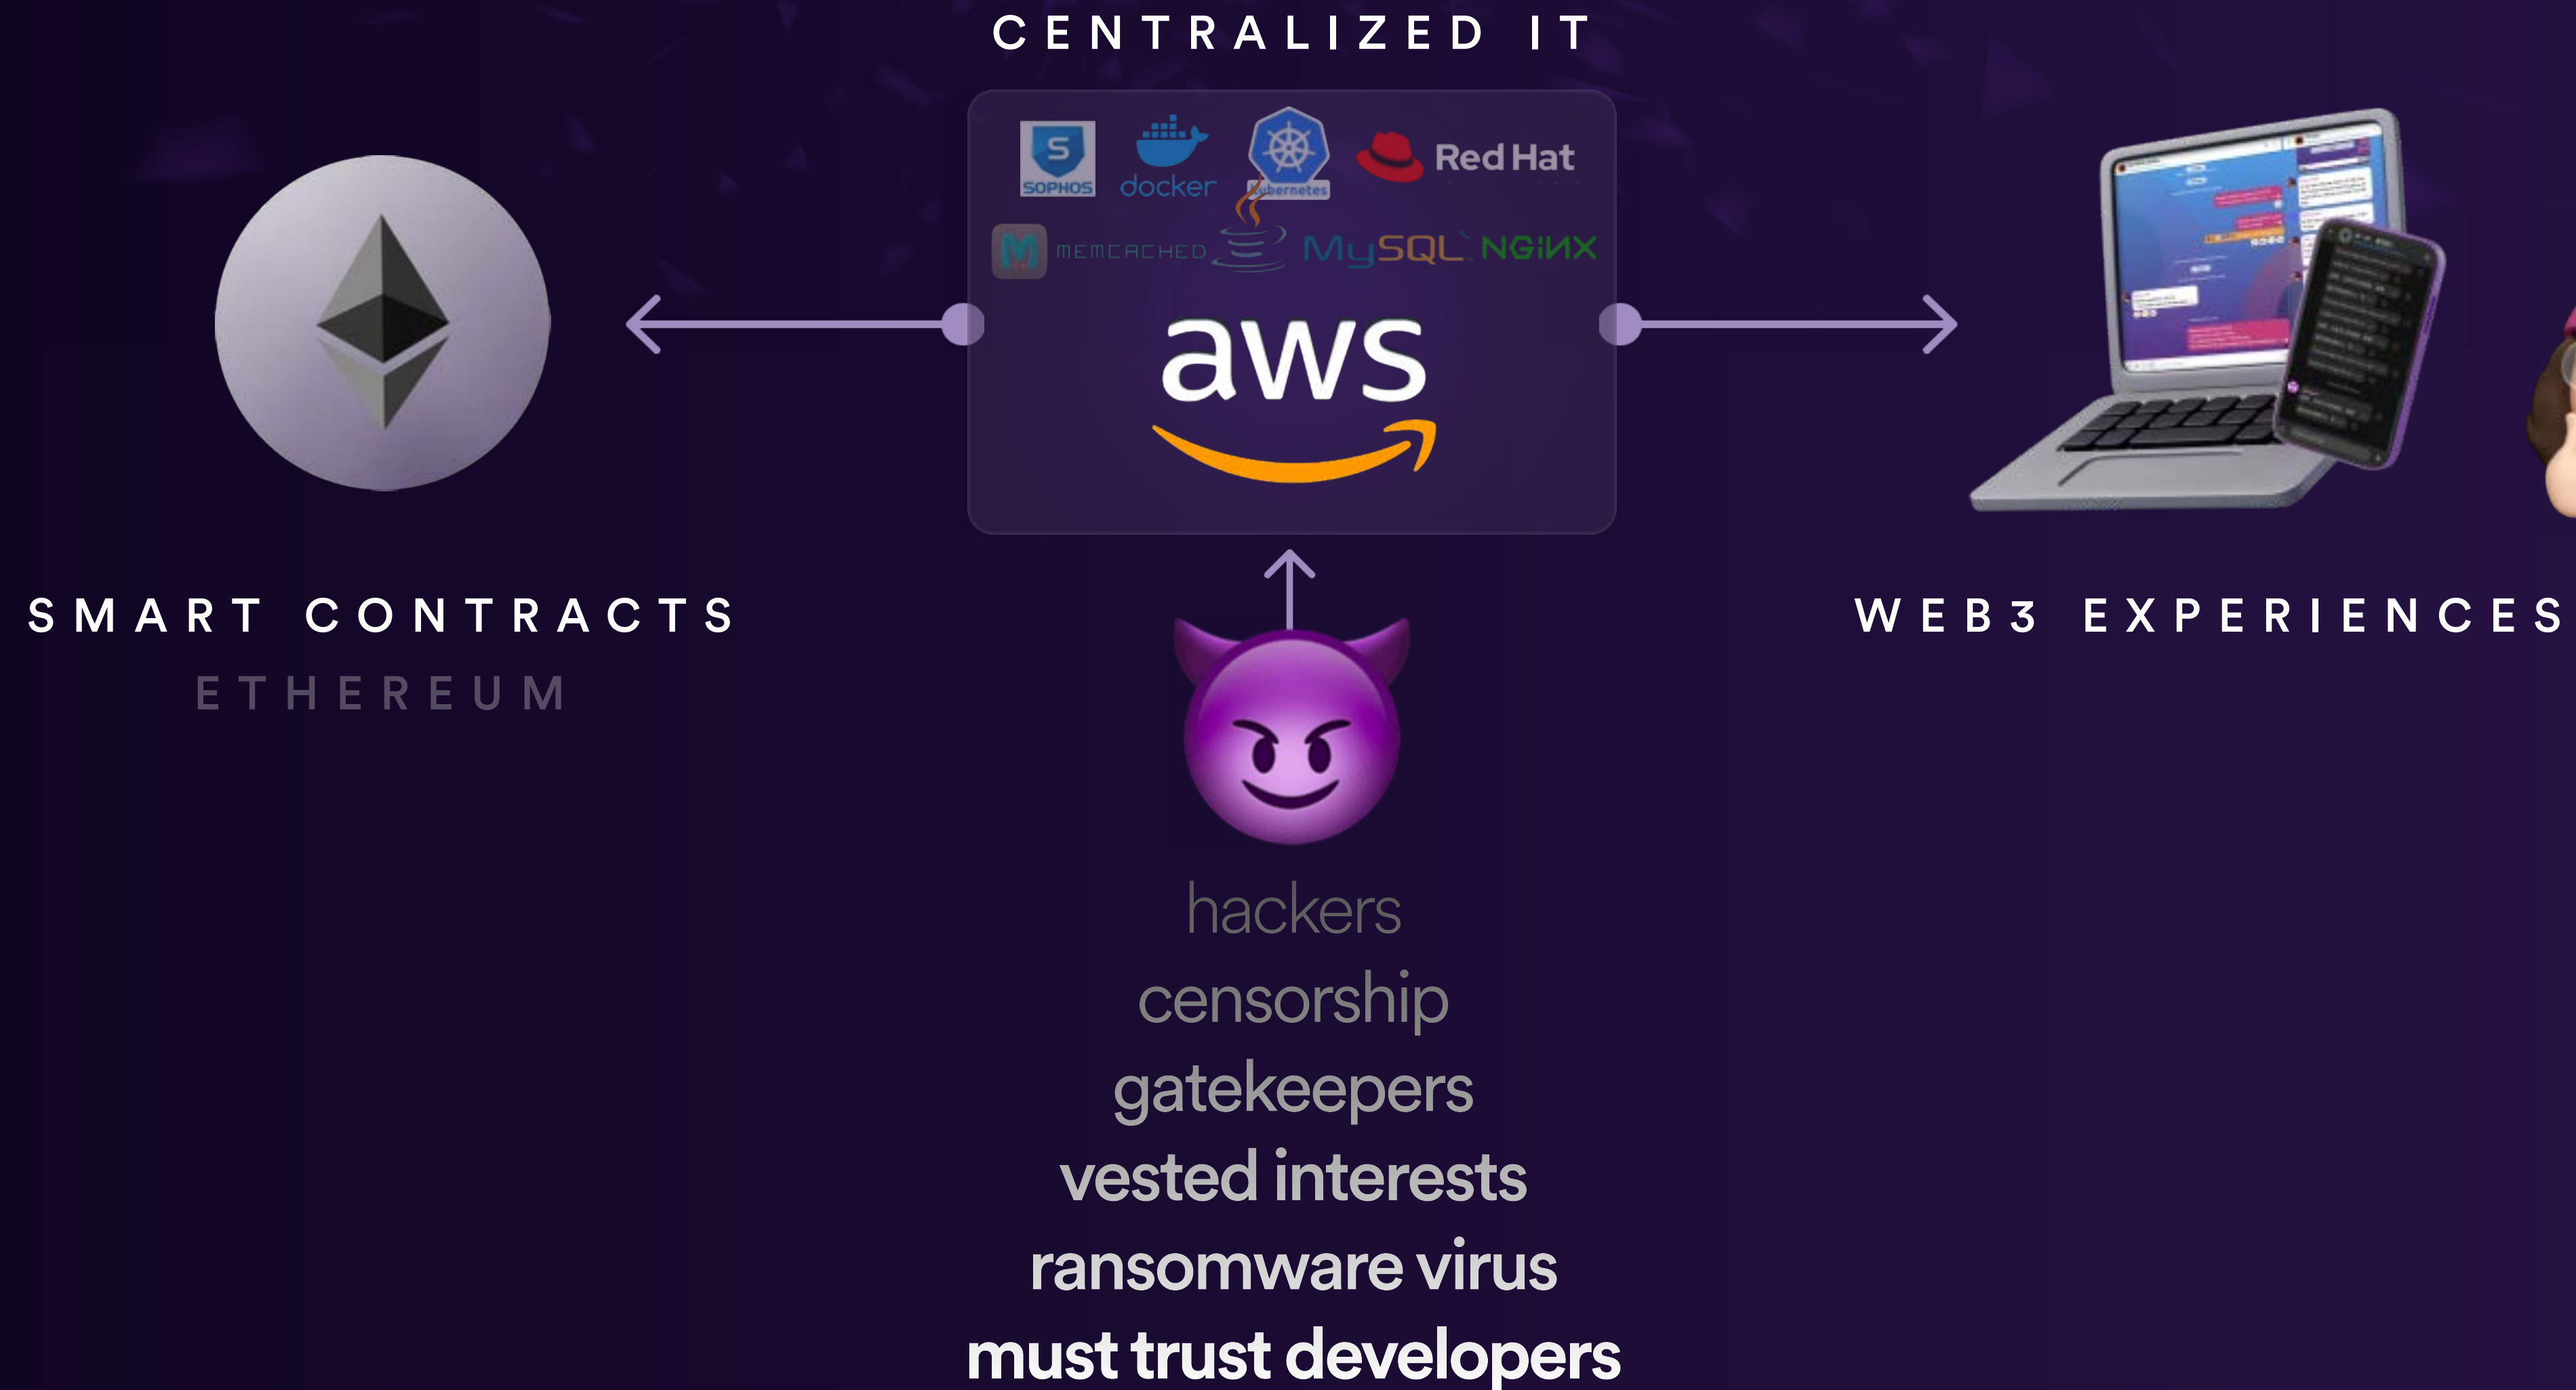 CENTRALIZED IT
S
SOPHOS
docker
kubernetes
Red Hat
M
MEMCACHED
MySQL
NGINX
aws
SMART CONTRACTS
ETHEREUM
WEB3 EXPERIENCES
hackers
censorship
gatekeepers
vested interests
ransomware virus
must trust developers